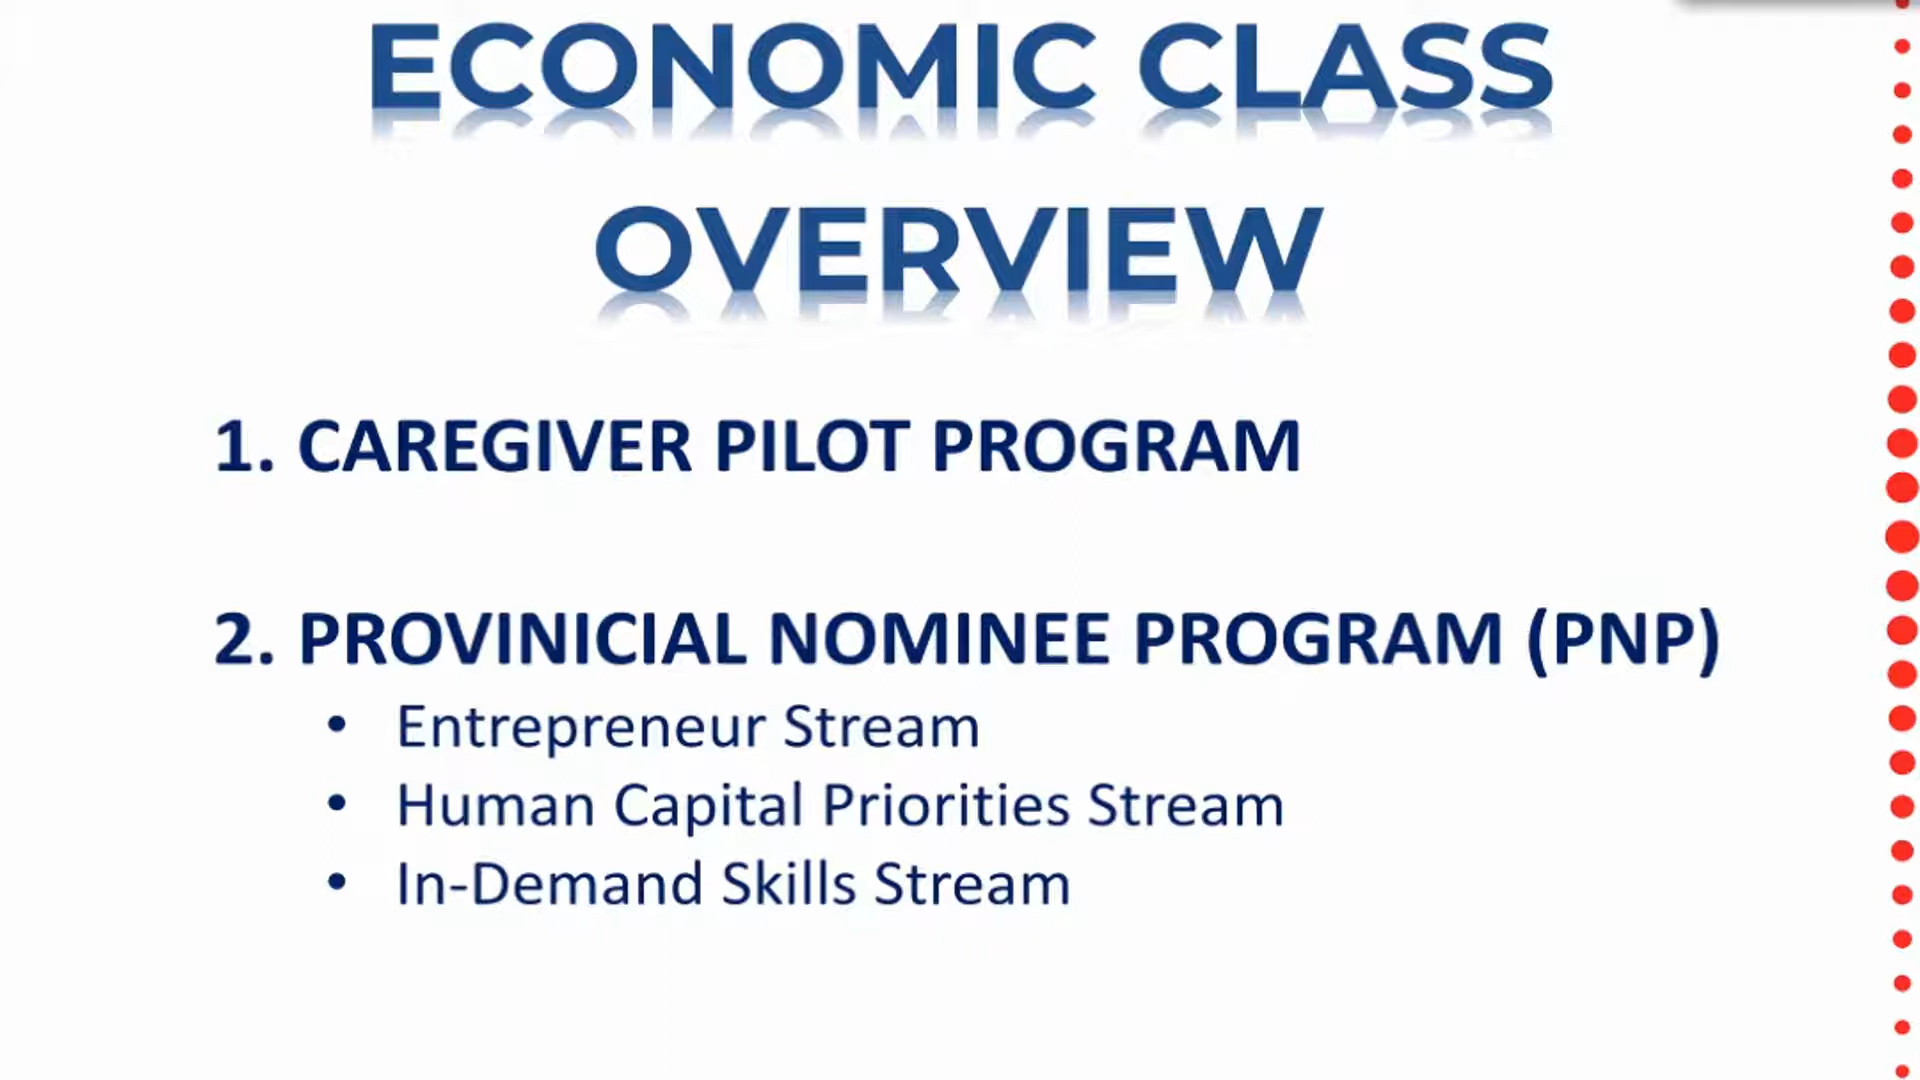 ECONOMIC CLASS
OVERVIEW
1. CAREGIVER PILOT PROGRAM
2. PROVINICIAL NOMINEE PROGRAM (PNP)
• Entrepreneur Stream
• Human Capital Priorities Stream
• In-Demand Skills Stream